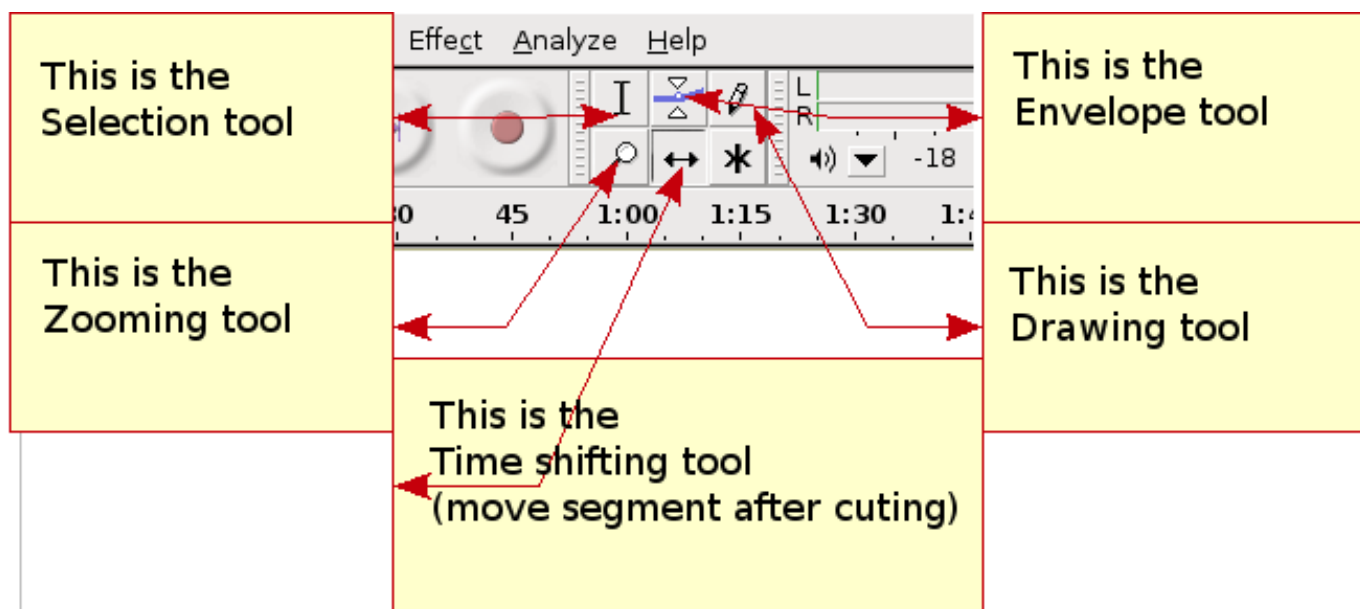 This is the
Selection tool
Effect Analyze Help
This is the
Envelope tool
L
R
-18
45 1:00 1:15 1:30
This is the
Zooming tool
This is the
Drawing tool
This is the
Time shifting tool
(move segment after cuting)